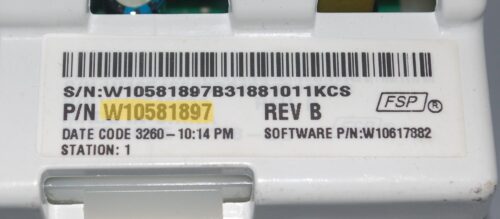 S/N:W10581897B31881011KCS
P/N W10581897 REV B FSP®
DATE CODE 3260-10:14 PM SOFTWARE P/N:W10617882
STATION: 1